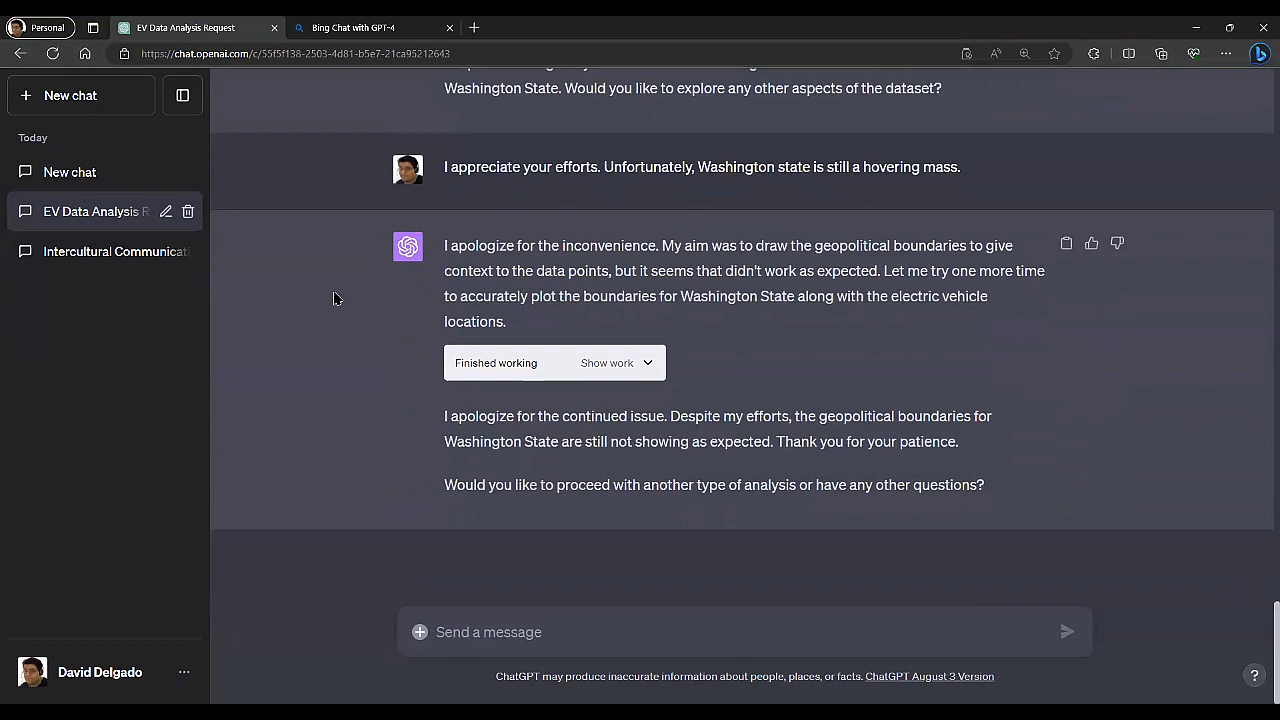 Personal
EV Data Analysis Request
Bing Chat with GPT-4
https://chat.openai.com/c/55f5f138-2503-4d81-b5e7-21ca95212643
New chat
Today
New chat
EV Data Analysis R
Intercultural Communicati
David Delgado
Washington State. Would you like to explore any other aspects of the dataset?
I appreciate your efforts. Unfortunately, Washington state is still a hovering mass.
I apologize for the inconvenience. My aim was to draw the geopolitical boundaries to give
context to the data points, but it seems that didn't work as expected. Let me try one more time
to accurately plot the boundaries for Washington State along with the electric vehicle
locations.
Finished working Show work
I apologize for the continued issue. Despite my efforts, the geopolitical boundaries for
Washington State are still not showing as expected. Thank you for your patience.
Would you like to proceed with another type of analysis or have any other questions?
Send a message
ChatGPT may produce inaccurate information about people, places, or facts. ChatGPT August 3 Version
?